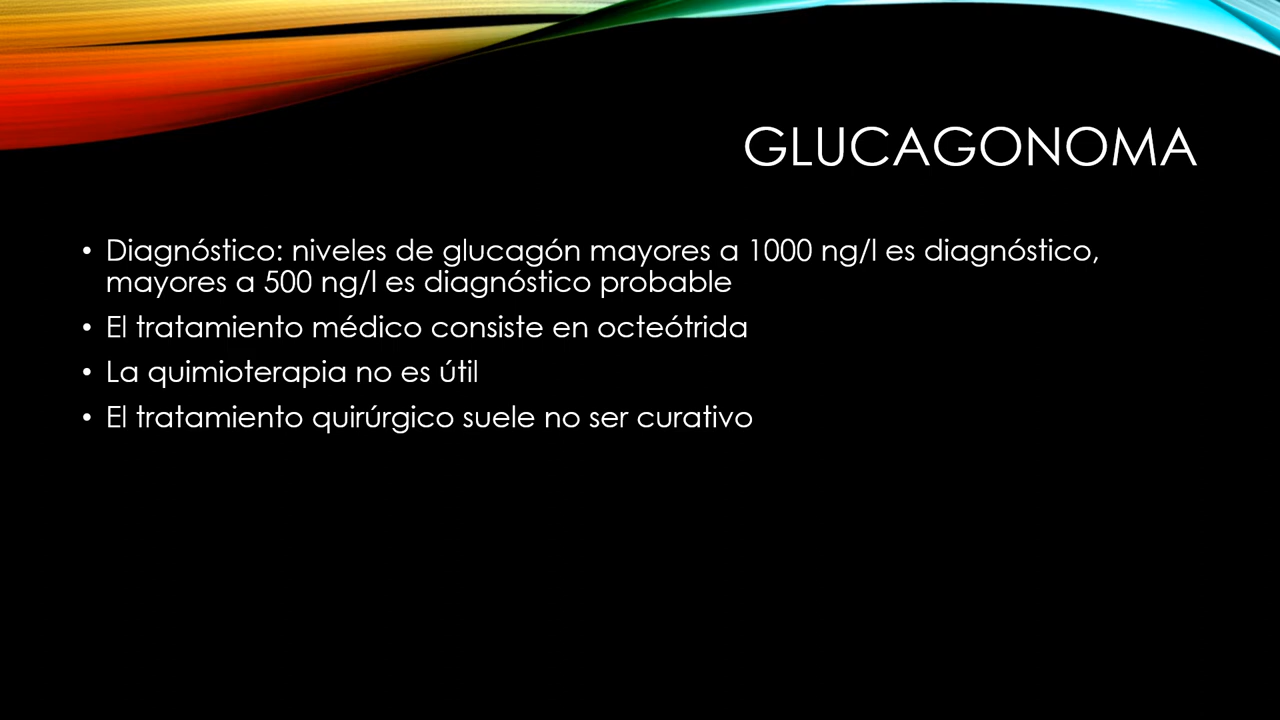 GLUCAGONOMA
• Diagnóstico: niveles de glucagón mayores a 1000 ng/l es diagnóstico,
mayores a 500 ng/l es diagnóstico probable
• El tratamiento médico consiste en octeótrida
• La quimioterapia no es útil
• El tratamiento quirúrgico suele no ser curativo